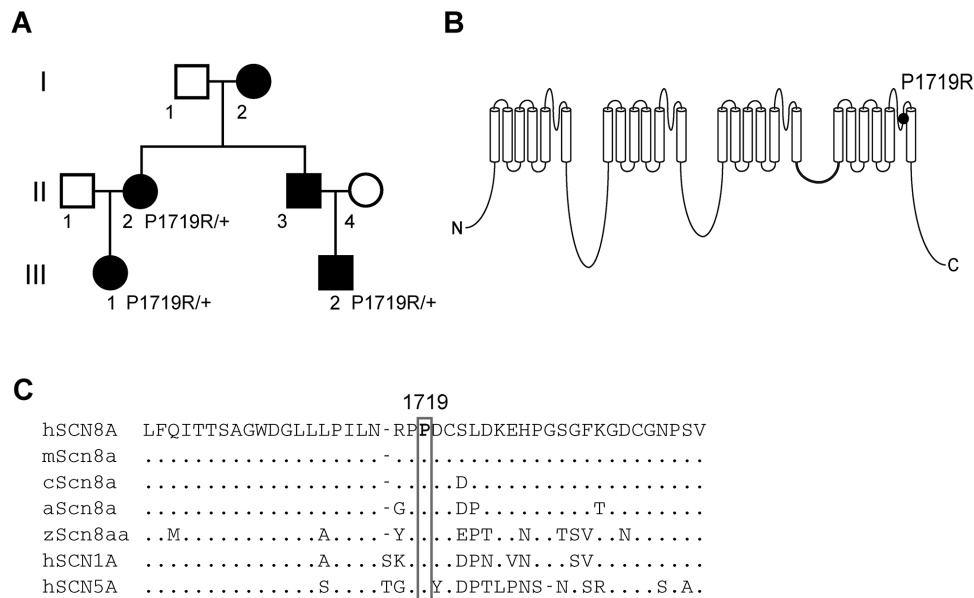 A
I
1
2
II
1
2 P1719R/+
3
4
III
1 P1719R/+
2 P1719R/+
B
P1719R
N
C
C
1719
hSCN8A LFQITTSAGWDGLLLPILN-RPPDCSLDKEHPGSGFKGDCGNPSV
mScn8a ...................-.........................
cScn8a ...................-.....D...................
aScn8a ...................-G....DP.........T........
zScn8aa ..M...........A....-Y....EPT..N..TSV..N......
hSCN1A ..............A....SK....DPN.VN...SV.........
hSCN5A ..............S....TG..Y.DPTLPNS-N.SR....S.A.